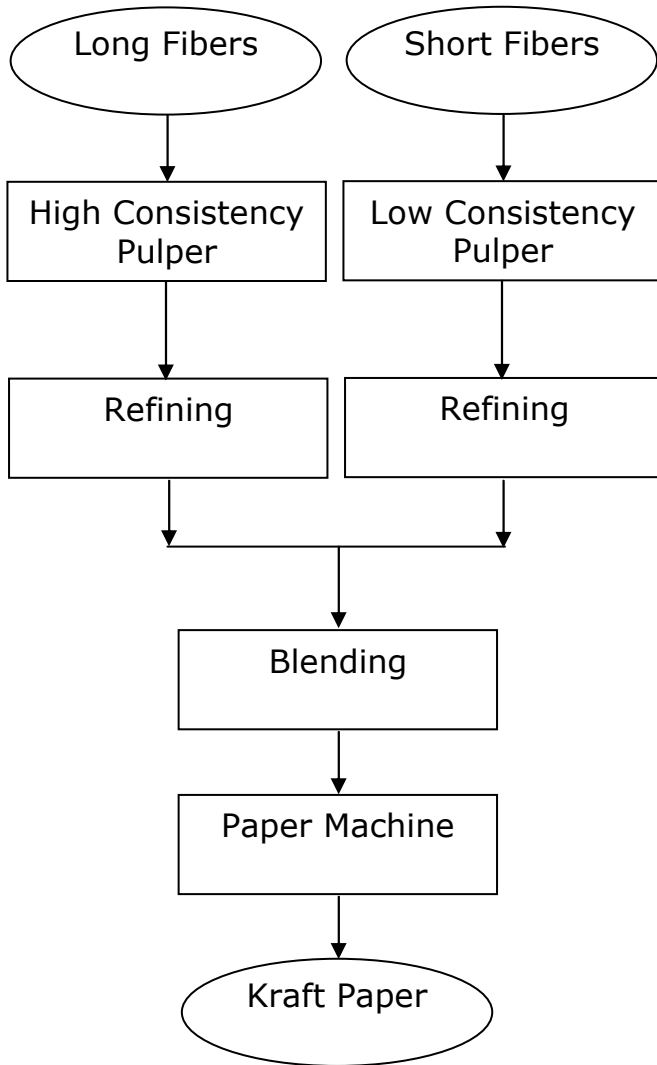 Long Fibers
Short Fibers
High Consistency
Pulper
Low Consistency
Pulper
Refining
Refining
Blending
Paper Machine
Kraft Paper